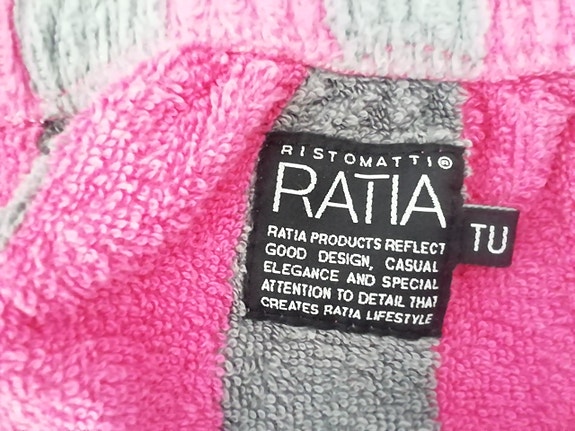 RISTOMATTI®
RATIA
RATIA PRODUCTS REFLECT
GOOD DESIGN, CASUAL
ELEGANCE AND SPECIAL
ATTENTION TO DETAIL THAT
CREATES RATIA LIFESTYLE
TU